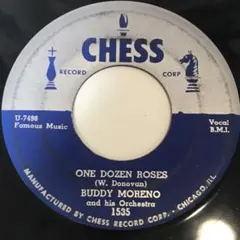 CHESS
RECORD CORP
U-7498
Famous Music
Vocal
B.M.I.
ONE DOZEN ROSES
(W. Donovan)
BUDDY MORENO
and his Orchestra
1535
MANUFACTURED BY CHESS RECORD CORP. - CHICAGO, ILL.